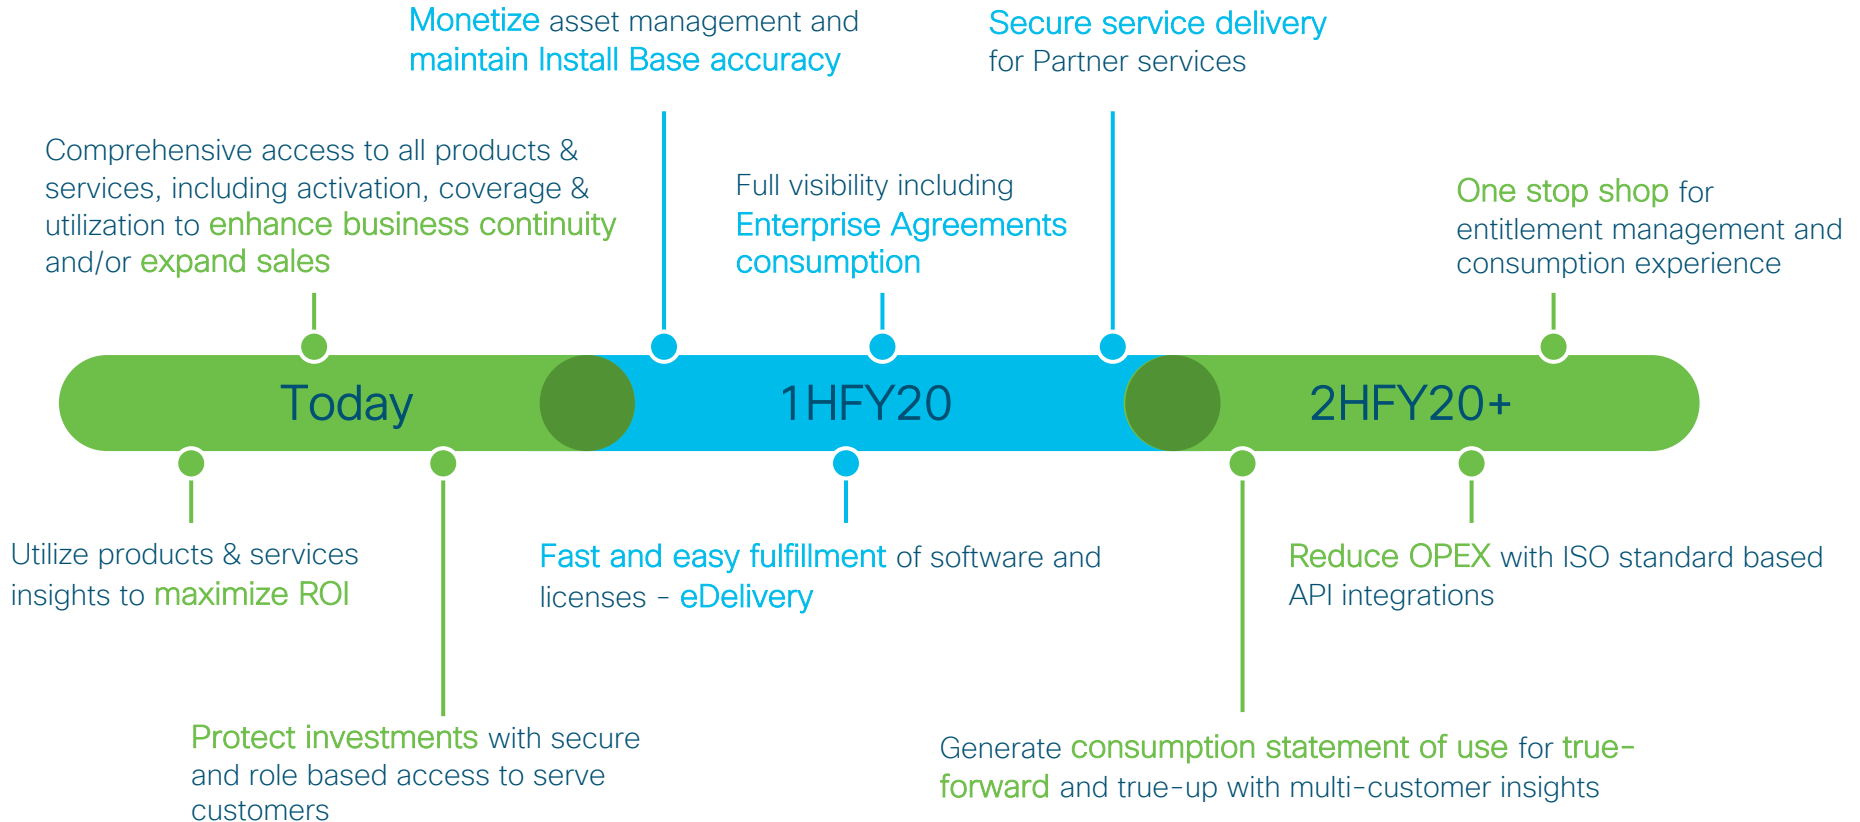 Monetize asset management and
maintain Install Base accuracy
Secure service delivery
for Partner services
Comprehensive access to all products &
services, including activation, coverage &
utilization to enhance business continuity
and/or expand sales
Full visibility including
Enterprise Agreements
consumption
One stop shop for
entitlement management and
consumption experience
Today
1HFY20
2HFY20+
Utilize products & services
insights to maximize ROI
Fast and easy fulfillment of software and
licenses - eDelivery
Reduce OPEX with ISO standard based
API integrations
Protect investments with secure
and role based access to serve
customers
Generate consumption statement of use for true-
forward and true-up with multi-customer insights